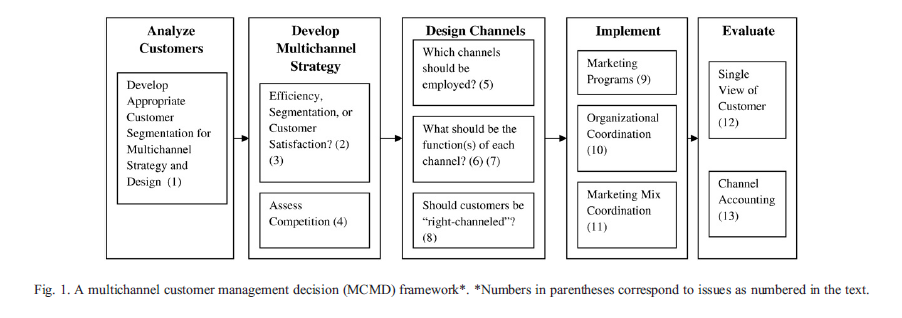 Analyze
Customers
Develop
Appropriate
Customer
Segmentation for
Multichannel
Strategy and
Design (1)
Develop
Multichannel
Strategy
Efficiency,
Segmentation, or
Customer
Satisfaction? (2)
(3)
Assess
Competition (4)
Design Channels
Which channels
should be
employed? (5)
What should be the
function(s) of each
channel? (6) (7)
Should customers be
“right-channeled”?
(8)
Implement
Marketing
Programs (9)
Organizational
Coordination
(10)
Marketing Mix
Coordination
(11)
Evaluate
Single
View of
Customer
(12)
Channel
Accounting
(13)
Fig. 1. A multichannel customer management decision (MCMD) framework*. *Numbers in parentheses correspond to issues as numbered in the text.